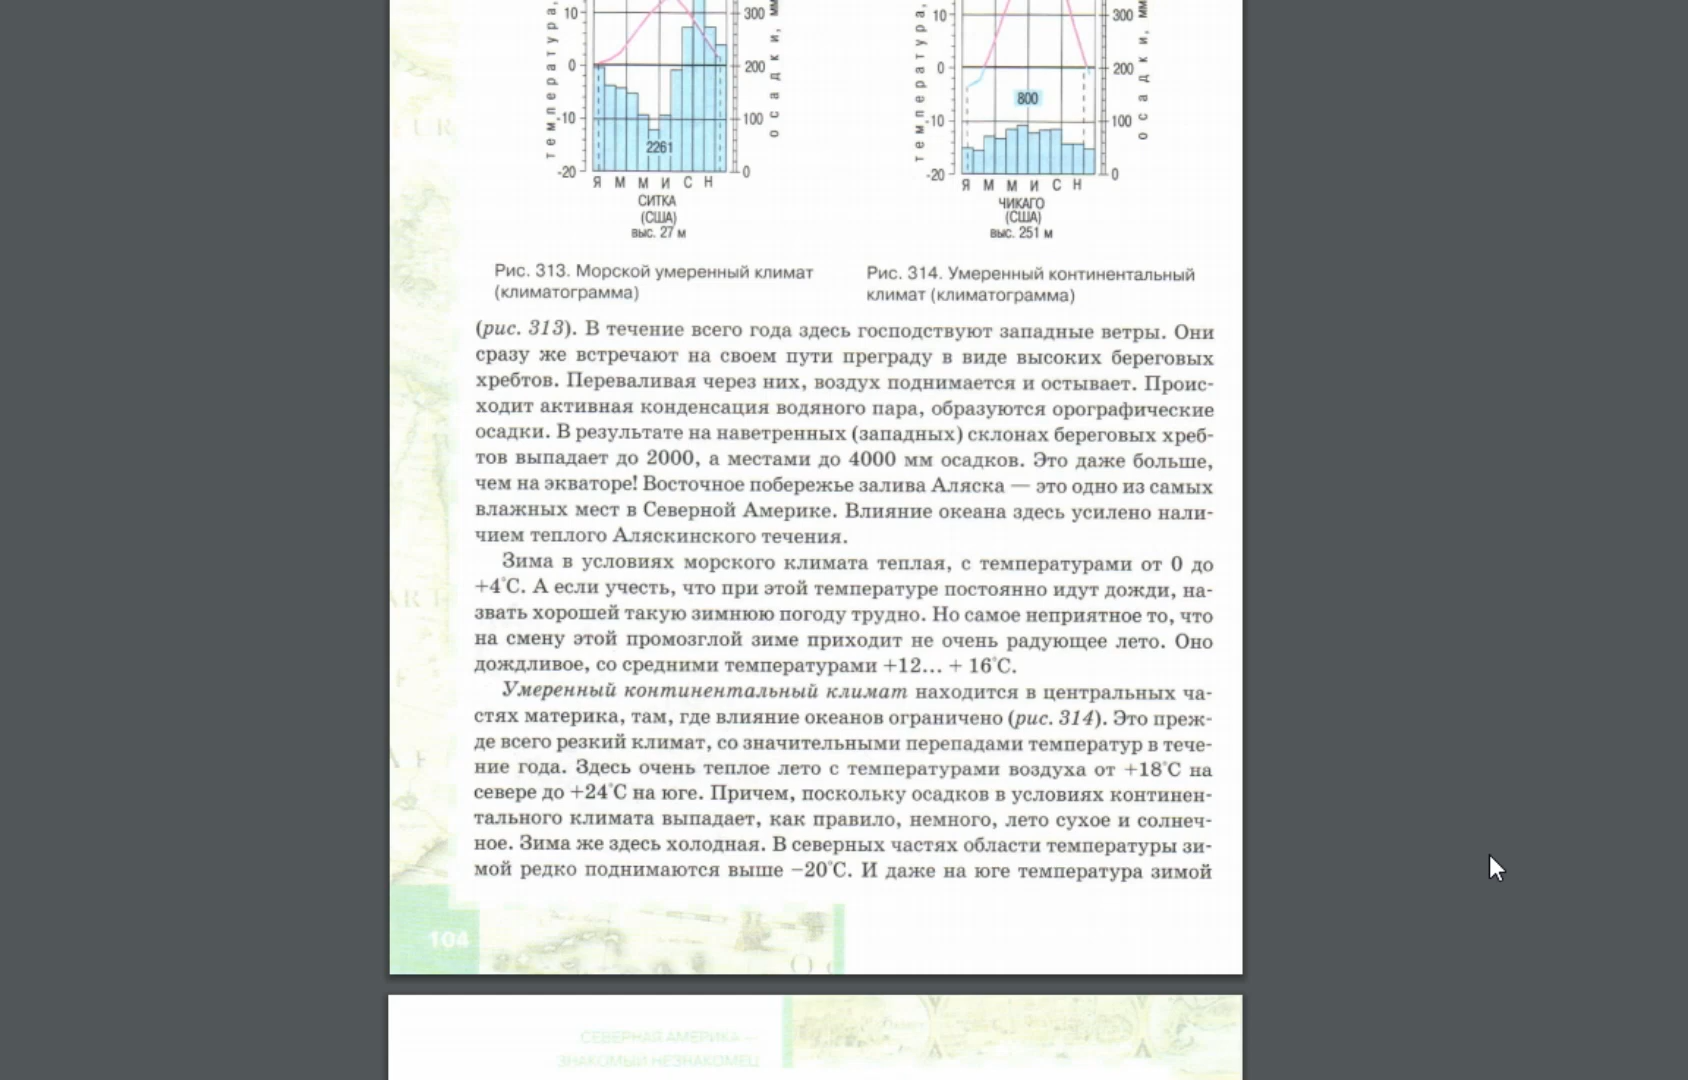 температура,
10
0
-10
-20
300
200
100
0
осадки, мм
2261
Я М М И С Н
СИТКА
(США)
выс. 27 м
температура,
10
0
-10
-20
300
200
100
0
осадки, мм
800
Я М М И С Н
ЧИКАГО
(США)
выс. 251 м
Рис. 313. Морской умеренный климат
(климатограмма)
Рис. 314. Умеренный континентальный
климат (климатограмма)
(рис. 313). В течение всего года здесь господствуют западные ветры. Они
сразу же встречают на своем пути преграду в виде высоких береговых
хребтов. Переваливая через них, воздух поднимается и остывает. Проис-
ходит активная конденсация водяного пара, образуются орографические
осадки. В результате на наветренных (западных) склонах береговых хреб-
тов выпадает до 2000, а местами до 4000 мм осадков. Это даже больше,
чем на экваторе! Восточное побережье залива Аляска — это одно из самых
влажных мест в Северной Америке. Влияние океана здесь усилено нали-
чием теплого Аляскинского течения.
Зима в условиях морского климата теплая, с температурами от 0 до
+4°С. А если учесть, что при этой температуре постоянно идут дожди, на-
звать хорошей такую зимнюю погоду трудно. Но самое неприятное то, что
на смену этой промозглой зиме приходит не очень радующее лето. Оно
дождливое, со средними температурами +12... + 16°С.
Умеренный континентальный климат находится в центральных ча-
стях материка, там, где влияние океанов ограничено (рис. 314). Это преж-
де всего резкий климат, со значительными перепадами температур в тече-
ние года. Здесь очень теплое лето с температурами воздуха от +18°С на
севере до +24°С на юге. Причем, поскольку осадков в условиях континен-
тального климата выпадает, как правило, немного, лето сухое и солнеч-
ное. Зима же здесь холодная. В северных частях области температуры зи-
мой редко поднимаются выше −20°С. И даже на юге температура зимой
104
СЕВЕРНАЯ АМЕРИКА —
ЗНАКОМЫЙ НЕЗНАКОМЕЦ